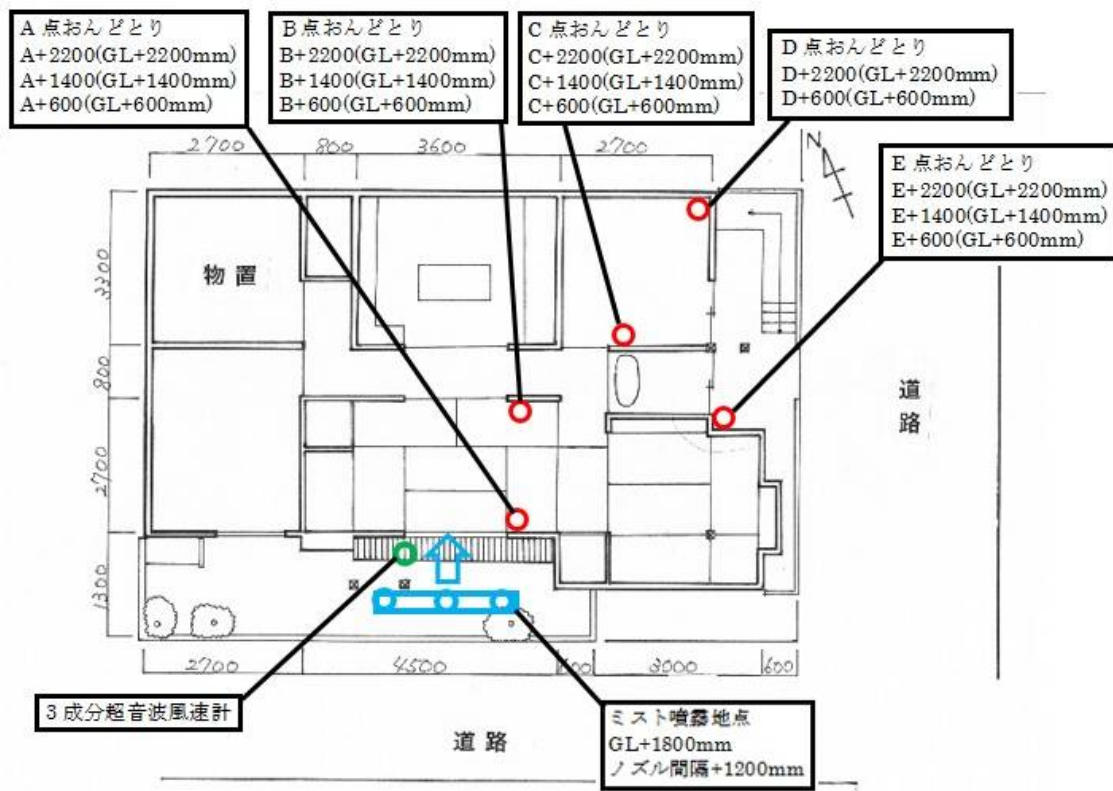 A 点おんどとり
A+2200(GL+2200mm)
A+1400(GL+1400mm)
A+600(GL+600mm)
B 点おんどとり
B+2200(GL+2200mm)
B+1400(GL+1400mm)
B+600(GL+600mm)
C 点おんどとり
C+2200(GL+2200mm)
C+1400(GL+1400mm)
C+600(GL+600mm)
D 点おんどとり
D+2200(GL+2200mm)
D+600(GL+600mm)
E 点おんどとり
E+2200(GL+2200mm)
E+1400(GL+1400mm)
E+600(GL+600mm)
2700 800 3600 2700
N
3300
物置
800
道路
2700
1300
2700 4500 3000 600
3 成分超音波風速計
道路
ミスト噴霧地点
GL+1800mm
ノズル間隔+1200mm